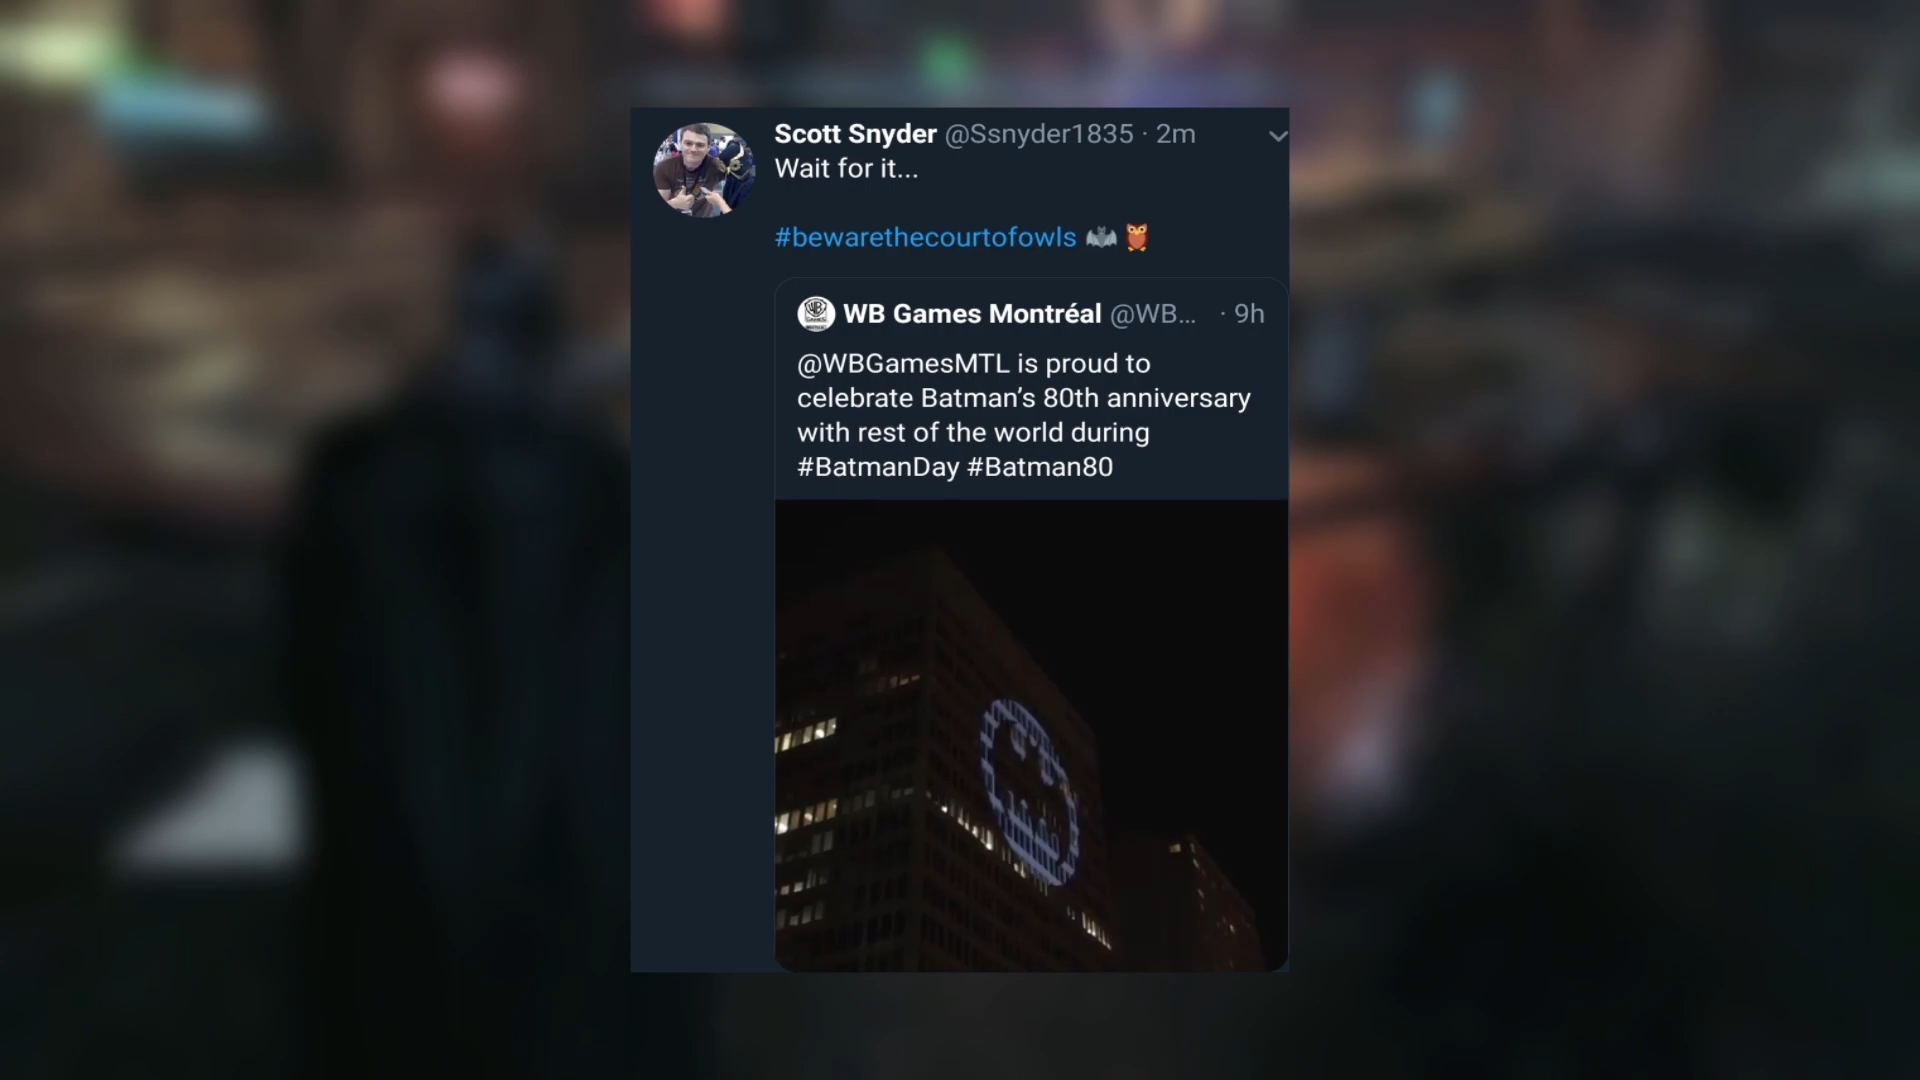 Scott Snyder @Ssnyder1835 · 2m
Wait for it...
#bewarethecourtofowls 🦇🦉
WB Games Montréal @WB... · 9h
@WBGamesMTL is proud to
celebrate Batman’s 80th anniversary
with rest of the world during
#BatmanDay #Batman80